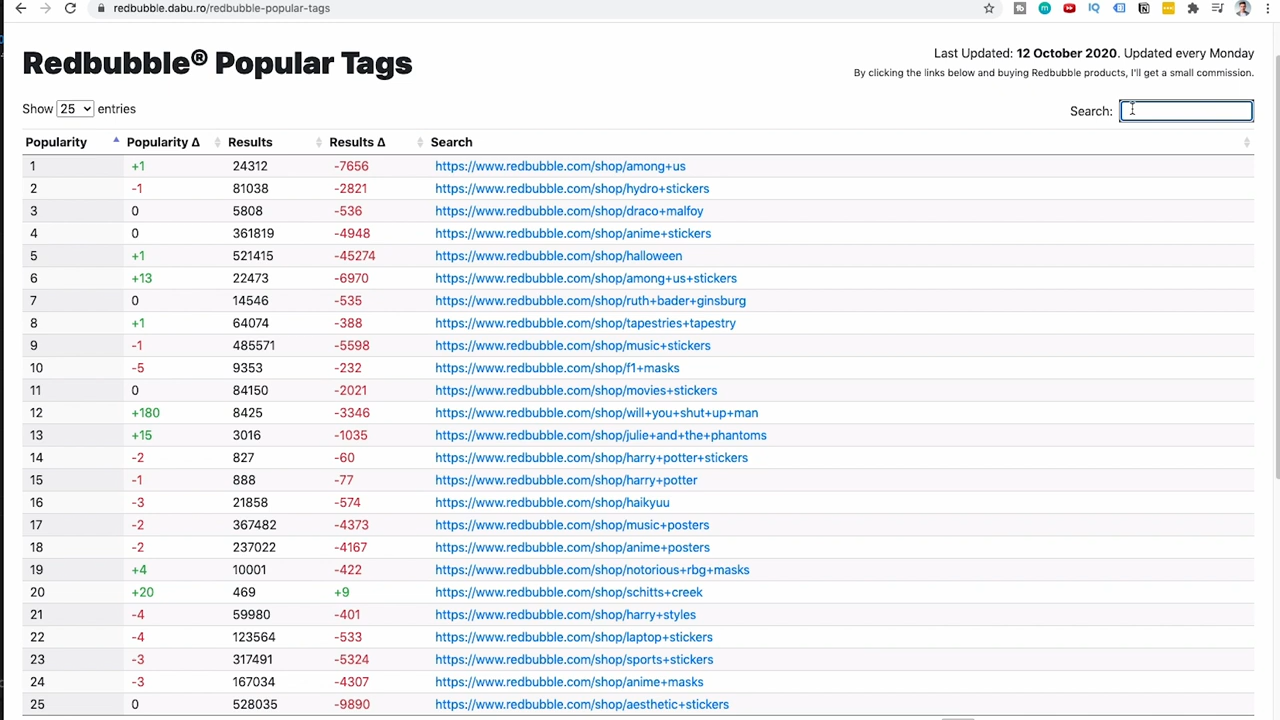 redbubble.dabu.ro/redbubble-popular-tags
Redbubble® Popular Tags
Last Updated: 12 October 2020. Updated every Monday
By clicking the links below and buying Redbubble products, I'll get a small commission.
Show 25 entries
Search:
Popularity Popularity Δ Results Results Δ Search
1 +1 24312 -7656 https://www.redbubble.com/shop/among+us
2 -1 81038 -2821 https://www.redbubble.com/shop/hydro+stickers
3 0 5808 -536 https://www.redbubble.com/shop/draco+malfoy
4 0 361819 -4948 https://www.redbubble.com/shop/anime+stickers
5 +1 521415 -45274 https://www.redbubble.com/shop/halloween
6 +13 22473 -6970 https://www.redbubble.com/shop/among+us+stickers
7 0 14546 -535 https://www.redbubble.com/shop/ruth+bader+ginsburg
8 +1 64074 -388 https://www.redbubble.com/shop/tapestries+tapestry
9 -1 485571 -5598 https://www.redbubble.com/shop/music+stickers
10 -5 9353 -232 https://www.redbubble.com/shop/f1+masks
11 0 84150 -2021 https://www.redbubble.com/shop/movies+stickers
12 +180 8425 -3346 https://www.redbubble.com/shop/will+you+shut+up+man
13 +15 3016 -1035 https://www.redbubble.com/shop/julie+and+the+phantoms
14 -2 827 -60 https://www.redbubble.com/shop/harry+potter+stickers
15 -1 888 -77 https://www.redbubble.com/shop/harry+potter
16 -3 21858 -574 https://www.redbubble.com/shop/haikyuu
17 -2 367482 -4373 https://www.redbubble.com/shop/music+posters
18 -2 237022 -4167 https://www.redbubble.com/shop/anime+posters
19 +4 10001 -422 https://www.redbubble.com/shop/notorious+rbg+masks
20 +20 469 +9 https://www.redbubble.com/shop/schitts+creek
21 -4 59980 -401 https://www.redbubble.com/shop/harry+styles
22 -4 123564 -533 https://www.redbubble.com/shop/laptop+stickers
23 -3 317491 -5324 https://www.redbubble.com/shop/sports+stickers
24 -3 167034 -4307 https://www.redbubble.com/shop/anime+masks
25 0 528035 -9890 https://www.redbubble.com/shop/aesthetic+stickers